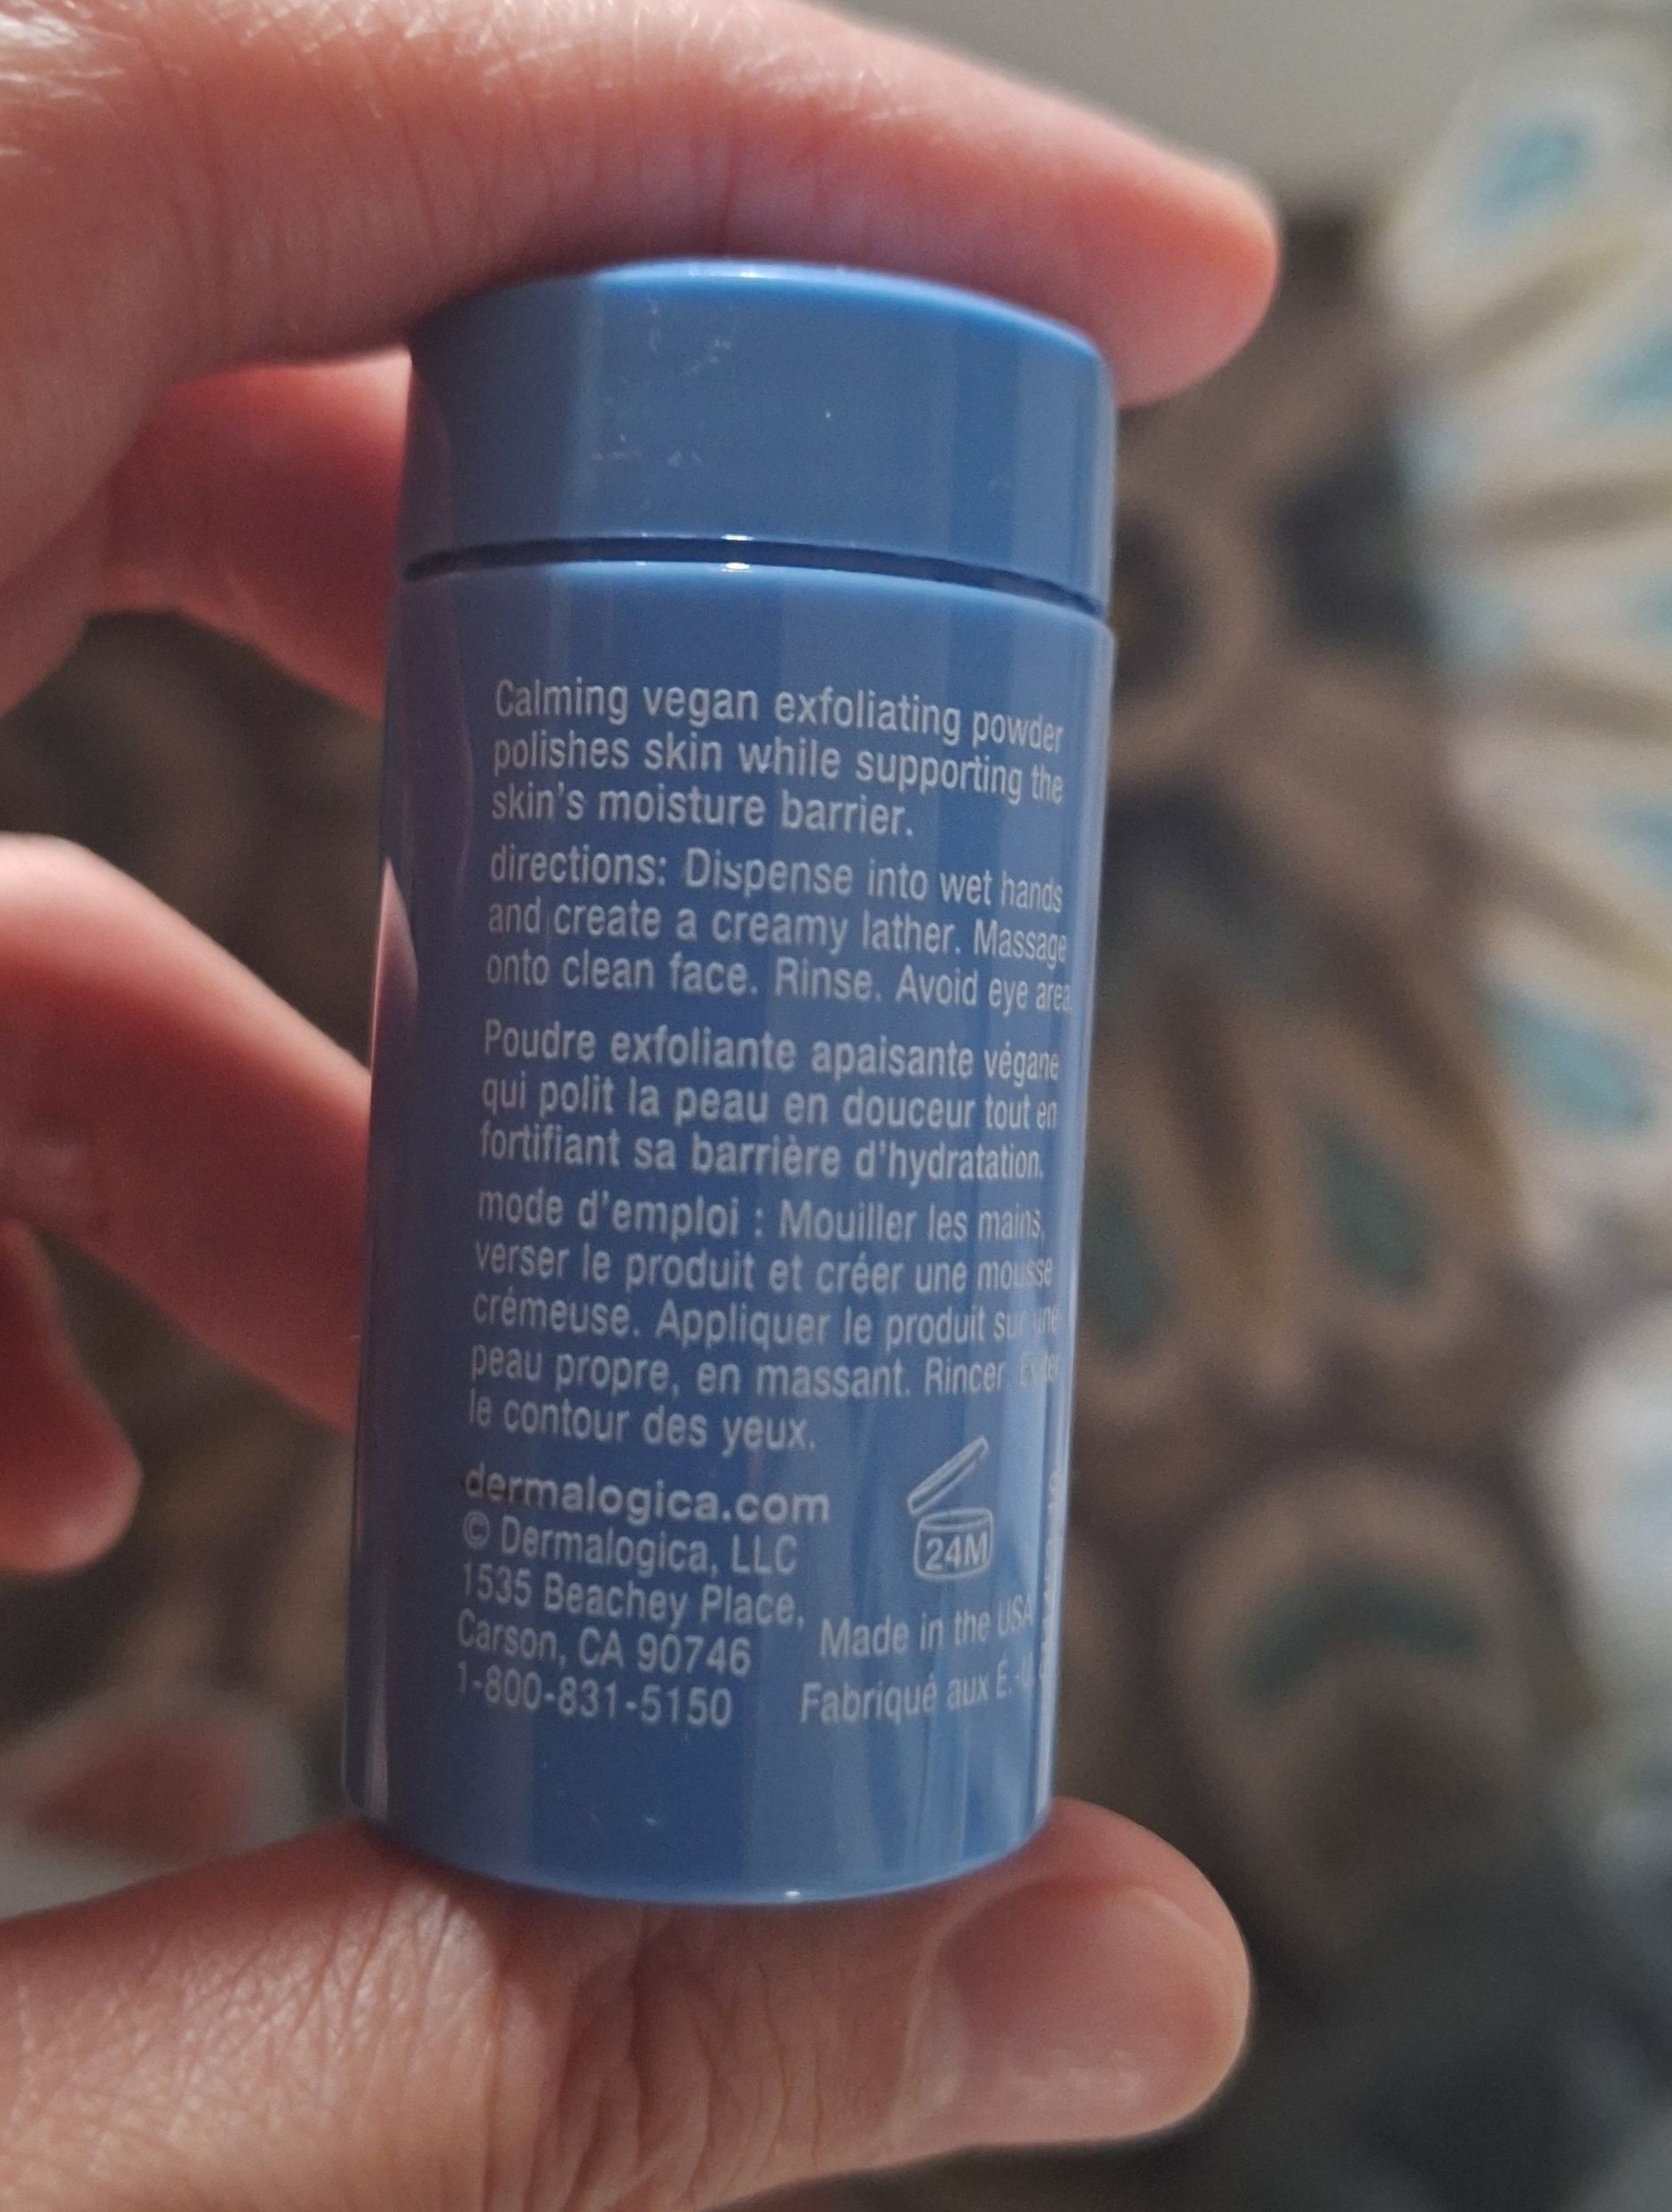 Calming vegan exfoliating powder
polishes skin while supporting the
skin's moisture barrier.
directions: Dispense into wet hands
and create a creamy lather. Massage
onto clean face. Rinse. Avoid eye area
Poudre exfoliante apaisante végane
qui polit la peau en douceur tout en
fortifiant sa barrière d'hydratation.
mode d'emploi : Mouiller les mains,
verser le produit et créer une mousse
crémeuse. Appliquer le produit sur une
peau propre, en massant. Rincer.
le contour des yeux.
dermalogica.com
© Dermalogica, LLC
1535 Beachey Place,
Carson, CA 90746
1-800-831-5150
24M
Made in the USA
Fabriqué aux É.-U.